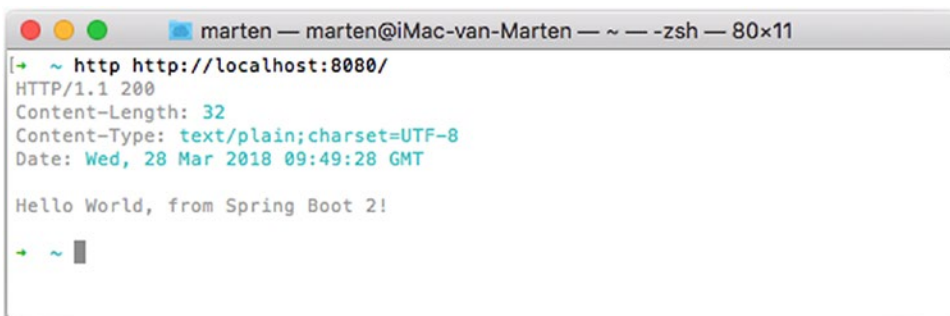 marten — marten@iMac-van-Marten — ~ — -zsh — 80×11
[➜ ~ http http://localhost:8080/
HTTP/1.1 200
Content-Length: 32
Content-Type: text/plain;charset=UTF-8
Date: Wed, 28 Mar 2018 09:49:28 GMT
Hello World, from Spring Boot 2!
➜ ~